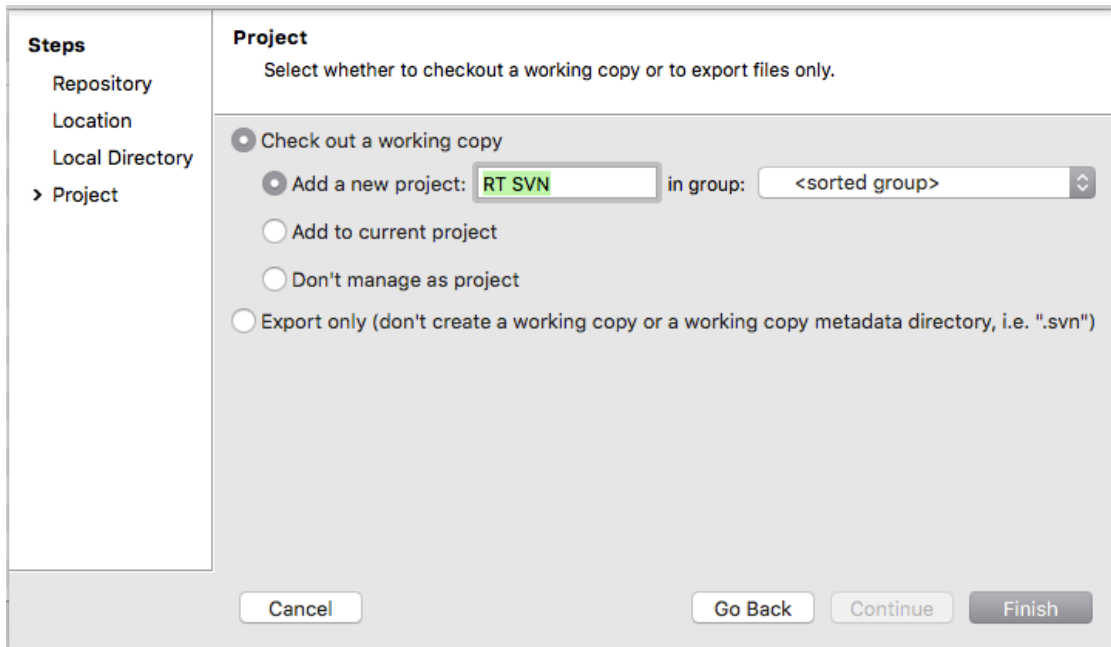 Steps
Repository
Location
Local Directory
> Project
Project
Select whether to checkout a working copy or to export files only.
Check out a working copy
Add a new project: RT SVN in group: <sorted group>
Add to current project
Don't manage as project
Export only (don't create a working copy or a working copy metadata directory, i.e. ".svn")
Cancel Go Back Continue Finish